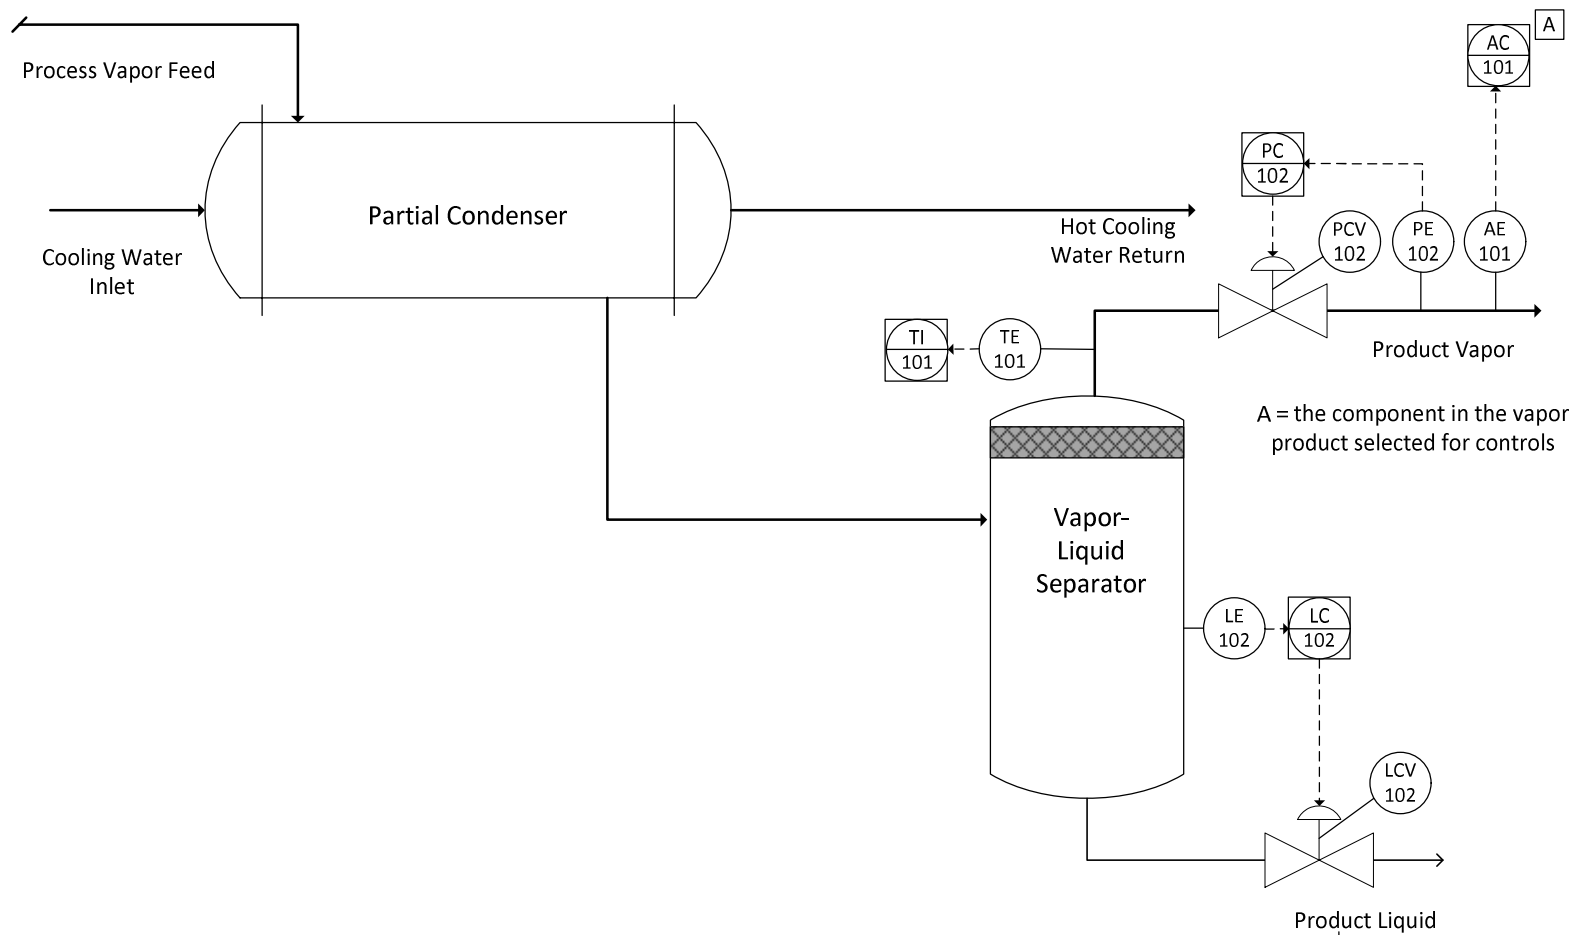 A
AC
101
Process Vapor Feed
PC
102
Partial Condenser
Cooling Water
Inlet
Hot Cooling
Water Return
PCV
102
PE
102
AE
101
TI
101
TE
101
Product Vapor
A = the component in the vapor
product selected for controls
Vapor-
Liquid
Separator
LE
102
LC
102
LCV
102
Product Liquid